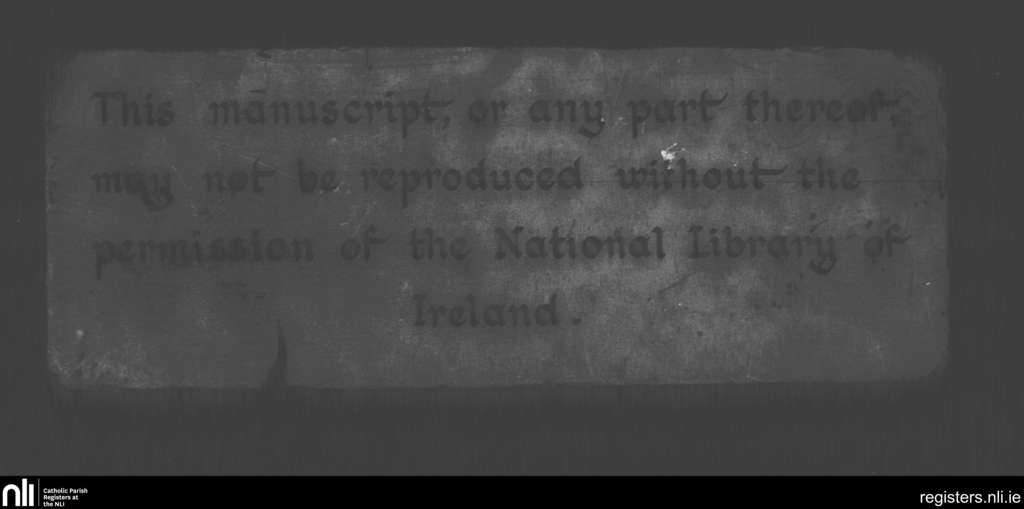 This manuscript, or any part thereof,
may not be reproduced without the
permission of the National Library of
Ireland.
nli
Catholic Parish
Registers at
the NLI
registers.nli.ie